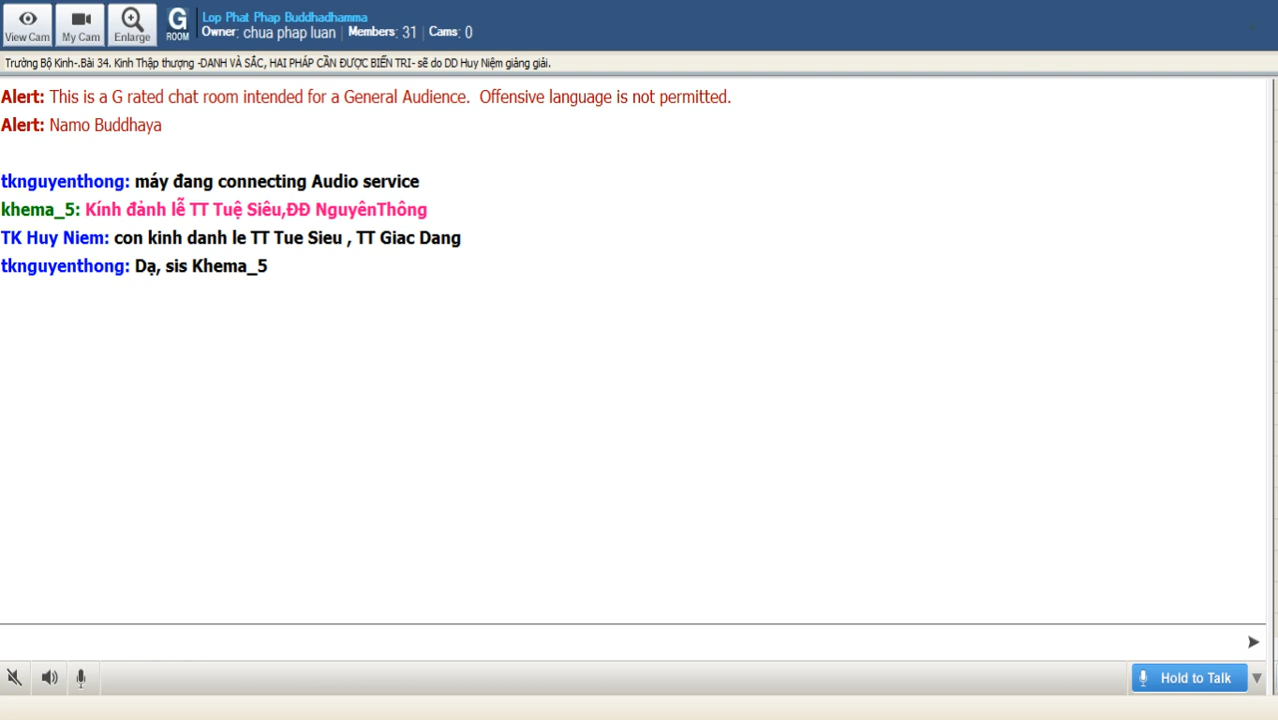 View Cam
My Cam
Enlarge
G
ROOM
Lop Phat Phap Buddhadhamma
Owner: chua phap luan | Members: 31 | Cams: 0
Trường Bộ Kinh-.Bài 34. Kinh Thập thượng -DANH VÀ SẮC, HAI PHÁP CẦN ĐƯỢC BIẾN TRI- sẽ do DD Huy Niệm giảng giải.
Alert: This is a G rated chat room intended for a General Audience. Offensive language is not permitted.
Alert: Namo Buddhaya
tknguyenthong: máy đang connecting Audio service
khema_5: Kính đảnh lễ TT Tuệ Siêu,ĐĐ NguyênThông
TK Huy Niem: con kinh danh le TT Tue Sieu , TT Giac Dang
tknguyenthong: Dạ, sis Khema_5
Hold to Talk